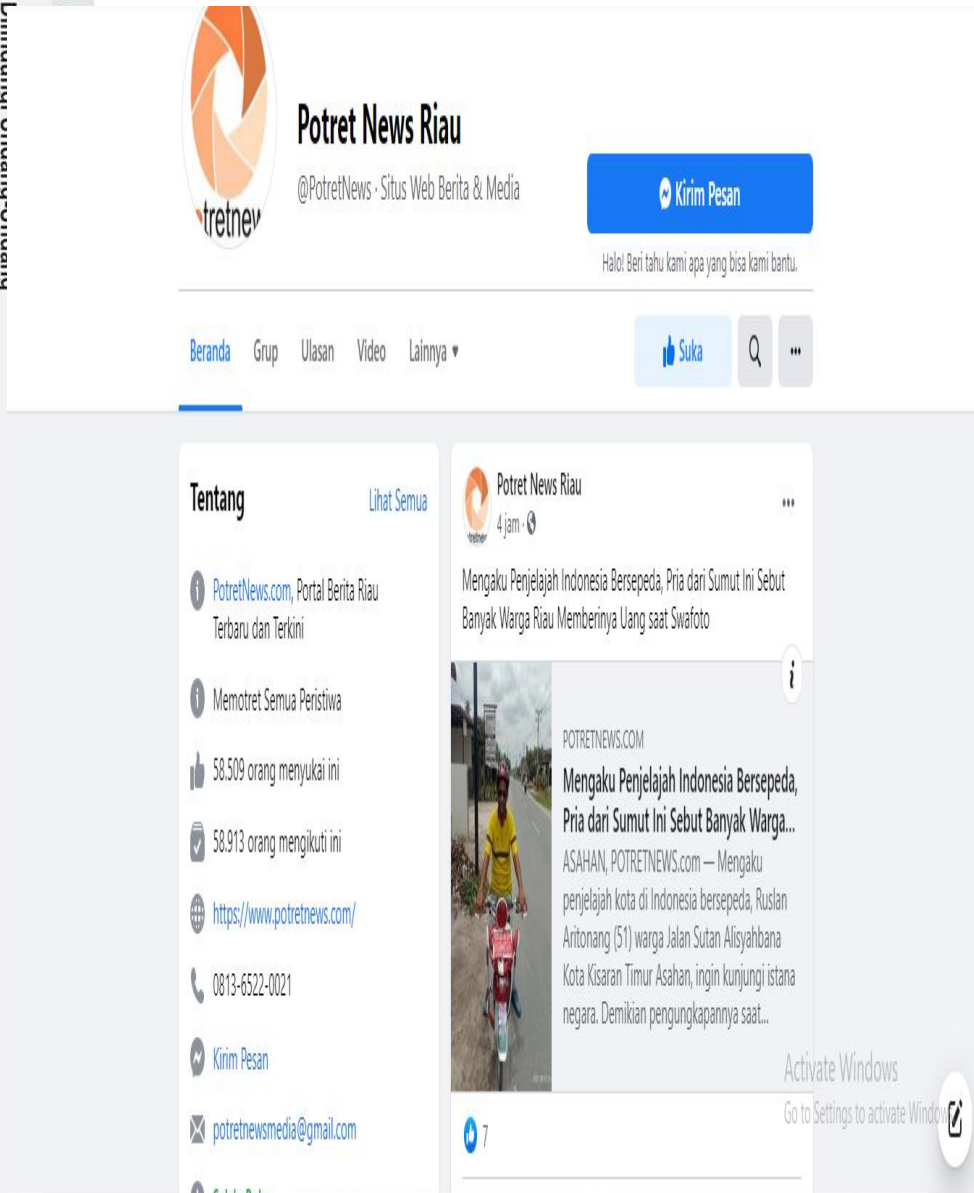 Potret News Riau
@PotretNews · Situs Web Berita & Media
tretnew
Kirim Pesan
Halo! Beri tahu kami apa yang bisa kami bantu.
Beranda Grup Ulasan Video Lainnya
Suka
Tentang Lihat Semua
PotretNews.com, Portal Berita Riau
Terbaru dan Terkini
Memotret Semua Peristiwa
58.509 orang menyukai ini
58.913 orang mengikuti ini
https://www.potretnews.com/
0813-6522-0021
Kirim Pesan
potretnewsmedia@gmail.com
Potret News Riau
4 jam ·
Mengaku Penjelajah Indonesia Bersepeda, Pria dari Sumut Ini Sebut
Banyak Warga Riau Memberinya Uang saat Swafoto
POTRETNEWS.COM
Mengaku Penjelajah Indonesia Bersepeda,
Pria dari Sumut Ini Sebut Banyak Warga...
ASAHAN, POTRETNEWS.com — Mengaku
penjelajah kota di Indonesia bersepeda, Ruslan
Aritonang (51) warga Jalan Sutan Alisyahbana
Kota Kisaran Timur Asahan, ingin kunjungi istana
negara. Demikian pengungkapannya saat...
7
Activate Windows
Go to Settings to activate Windows